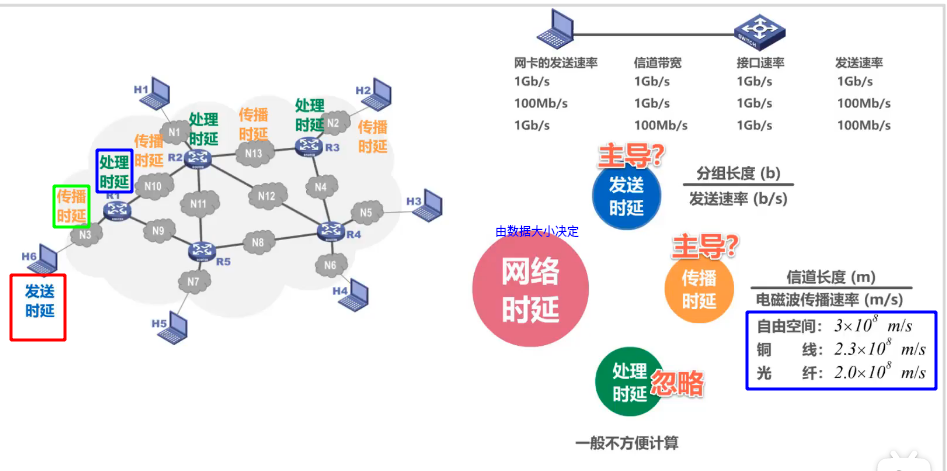 网卡的发送速率 信道带宽 接口速率 发送速率
1Gb/s 1Gb/s 1Gb/s 1Gb/s
100Mb/s 1Gb/s 1Gb/s 100Mb/s
1Gb/s 100Mb/s 1Gb/s 100Mb/s
SWITCH
H1
H2
N1
处理
时延
传播
时延
处理
时延
N2
传播
时延
传播
时延
R2
N13
R3
处理
时延
N10
传播
时延
R1
N11
N12
N4
N5
H3
N3
N9
N8
R4
H6
R5
N6
N7
H4
H5
发送
时延
主导?
发送
时延
分组长度 (b)
发送速率 (b/s)
由数据大小决定
网络
时延
主导?
传播
时延
信道长度 (m)
电磁波传播速率 (m/s)
自由空间: 3×10⁸ m/s
铜 线: 2.3×10⁸ m/s
光 纤: 2.0×10⁸ m/s
处理
时延
忽略
一般不方便计算